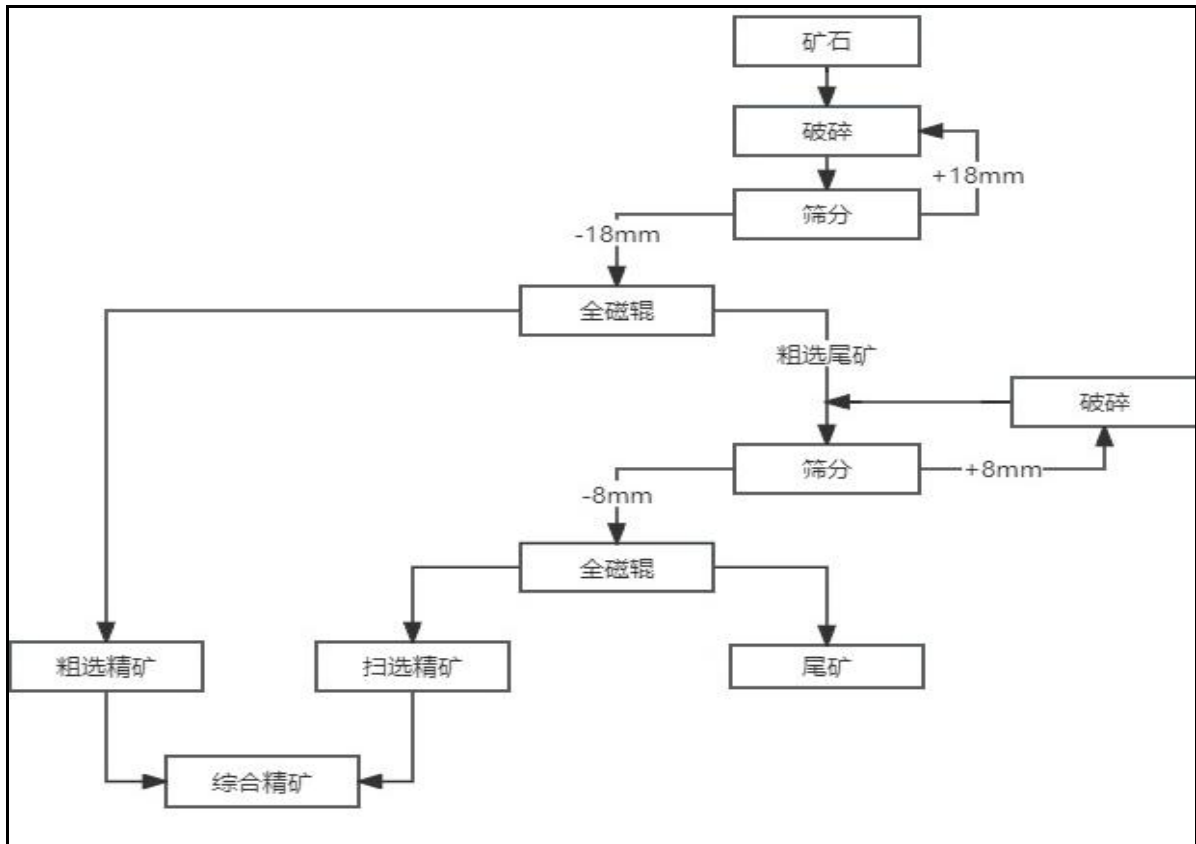 矿石
破碎
+18mm
筛分
-18mm
全磁辊
粗选尾矿
破碎
筛分
+8mm
-8mm
全磁辊
粗选精矿
扫选精矿
尾矿
综合精矿